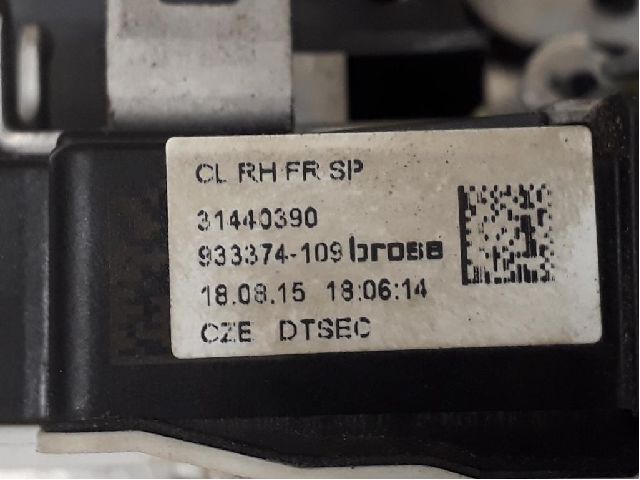 CL RH FR SP
31440390
933374-109 brose
18.08.15 18:06:14
CZE DTSEC